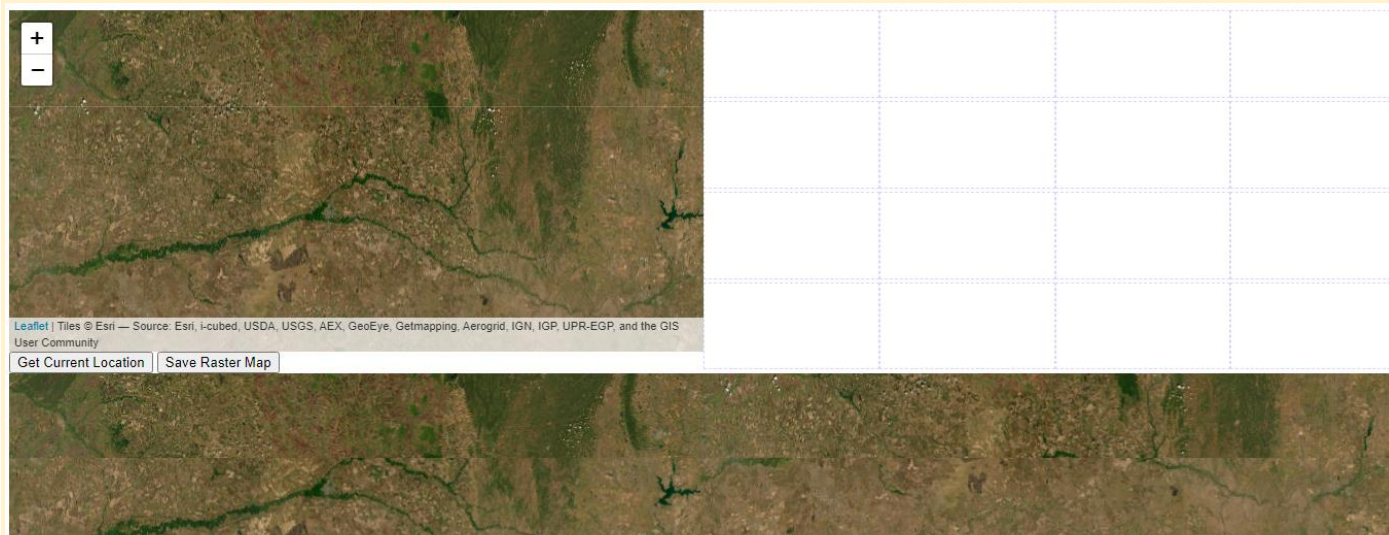 +
−
Leaflet | Tiles © Esri — Source: Esri, i-cubed, USDA, USGS, AEX, GeoEye, Getmapping, Aerogrid, IGN, IGP, UPR-EGP, and the GIS
User Community
Get Current Location Save Raster Map